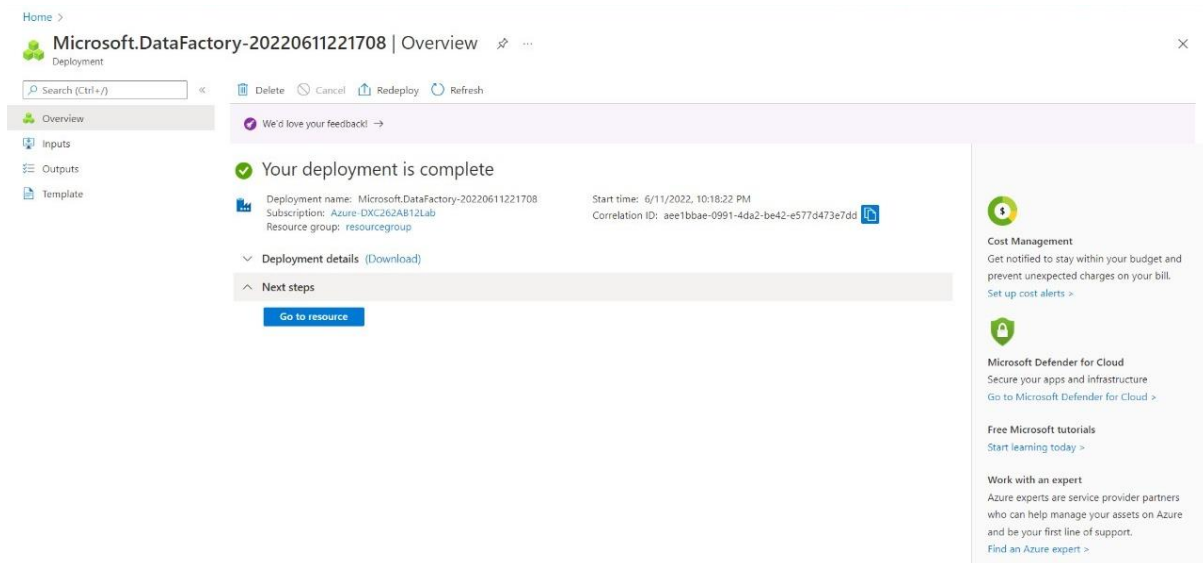 Home >
Microsoft.DataFactory-20220611221708 | Overview ...
Deployment
Search (Ctrl+/) «
Delete Cancel Redeploy Refresh
Overview
Inputs
Outputs
Template
We'd love your feedback! →
Your deployment is complete
Deployment name: Microsoft.DataFactory-20220611221708
Subscription: Azure-DXC262AB12Lab
Resource group: resourcegroup
Start time: 6/11/2022, 10:18:22 PM
Correlation ID: aee1bbae-0991-4da2-be42-e577d473e7dd
Deployment details (Download)
Next steps
Go to resource
Cost Management
Get notified to stay within your budget and
prevent unexpected charges on your bill.
Set up cost alerts >
Microsoft Defender for Cloud
Secure your apps and infrastructure
Go to Microsoft Defender for Cloud >
Free Microsoft tutorials
Start learning today >
Work with an expert
Azure experts are service provider partners
who can help manage your assets on Azure
and be your first line of support.
Find an Azure expert >